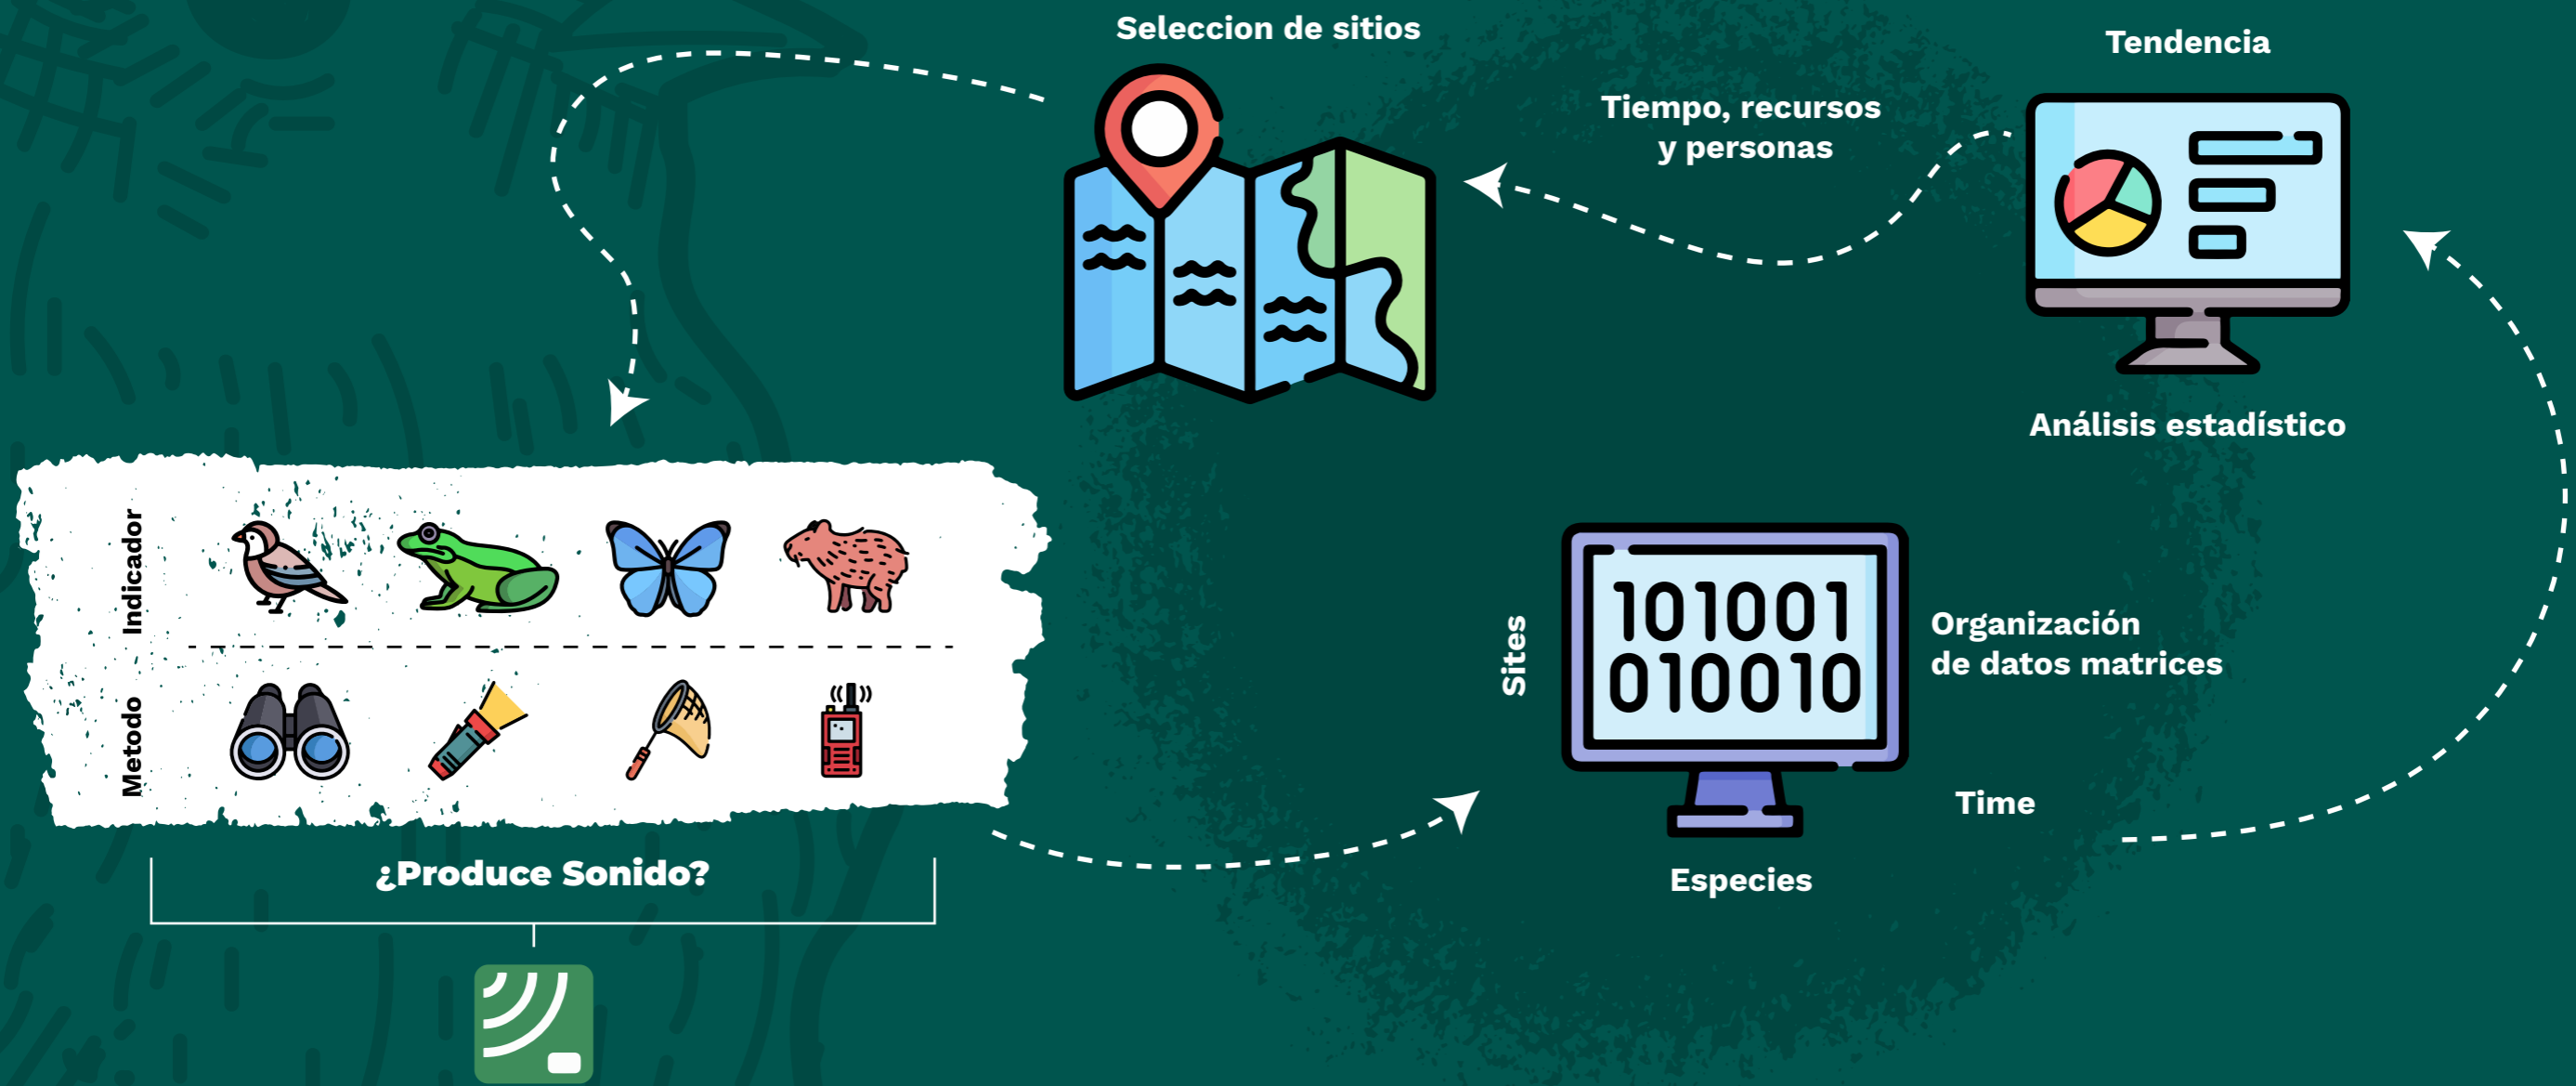 Seleccion de sitios
Tendencia
Tiempo, recursos
y personas
Análisis estadístico
Indicador
Metodo
¿Produce Sonido?
101001
010010
Sites
Organización
de datos matrices
Time
Especies